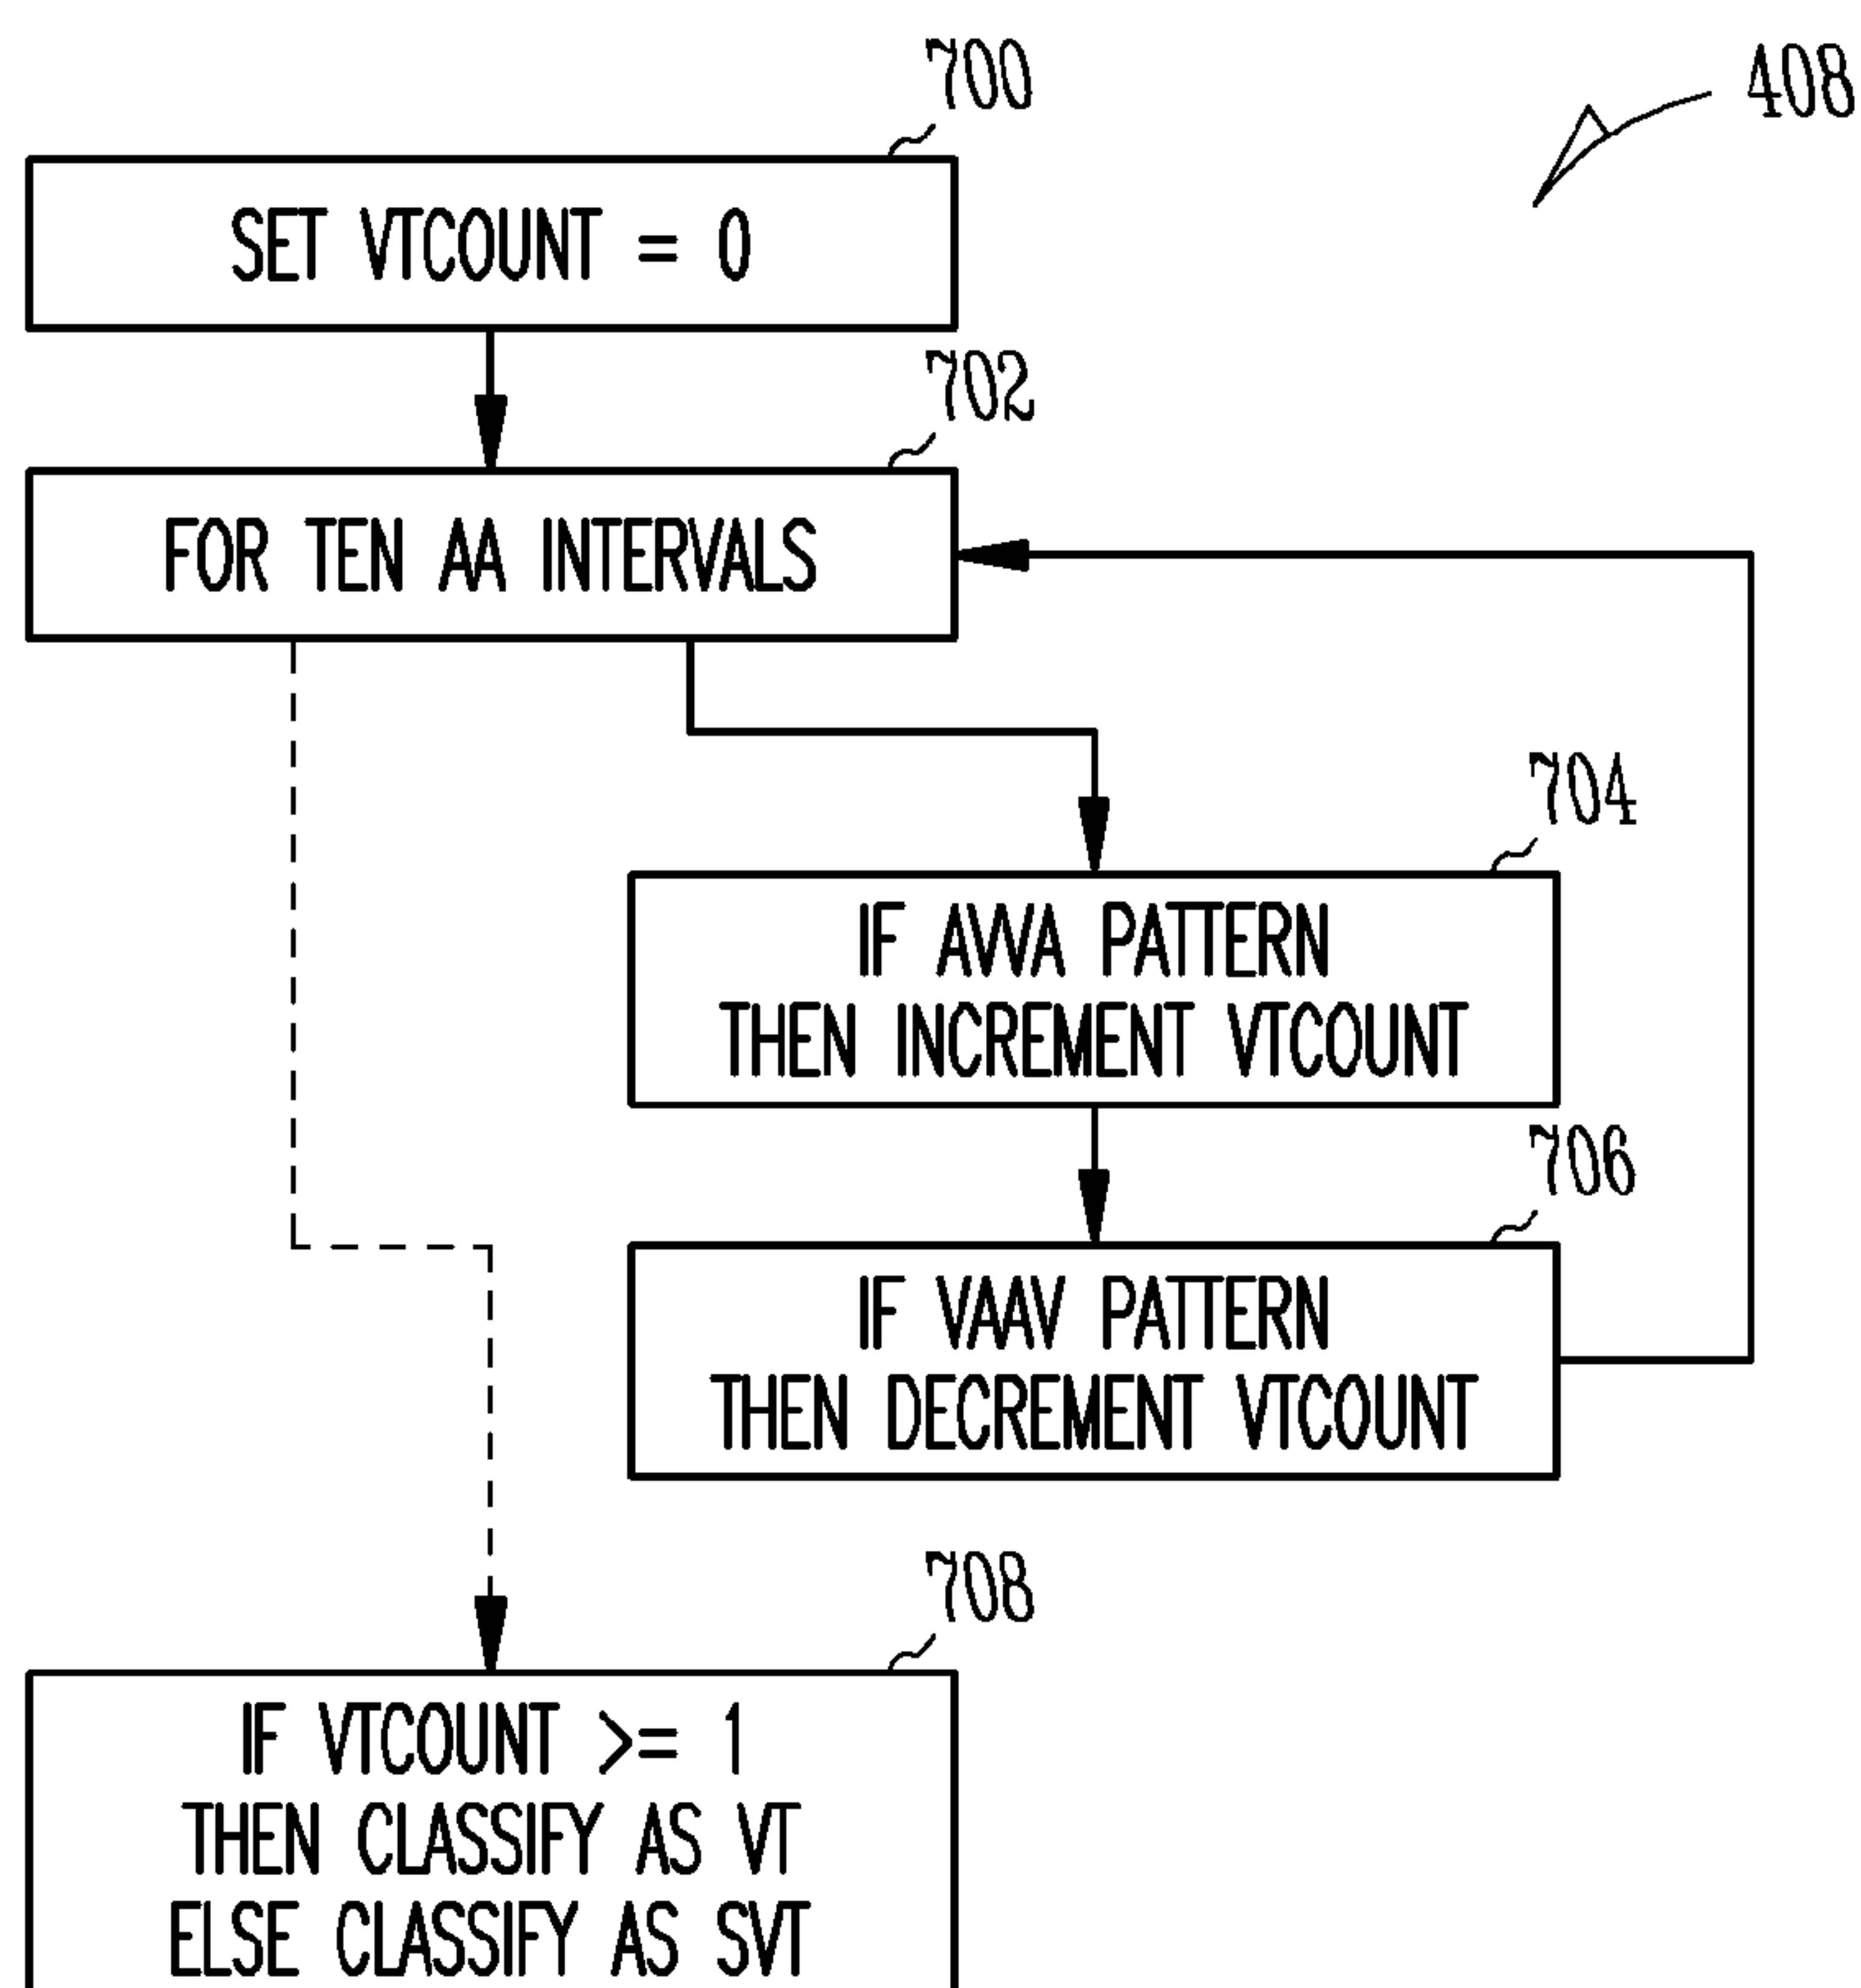 700
408
SET VTCOUNT = 0
702
FOR TEN AA INTERVALS
704
IF AVVA PATTERN
THEN INCREMENT VTCOUNT
706
IF VAAV PATTERN
THEN DECREMENT VTCOUNT
708
IF VTCOUNT >= 1
THEN CLASSIFY AS VT
ELSE CLASSIFY AS SVT